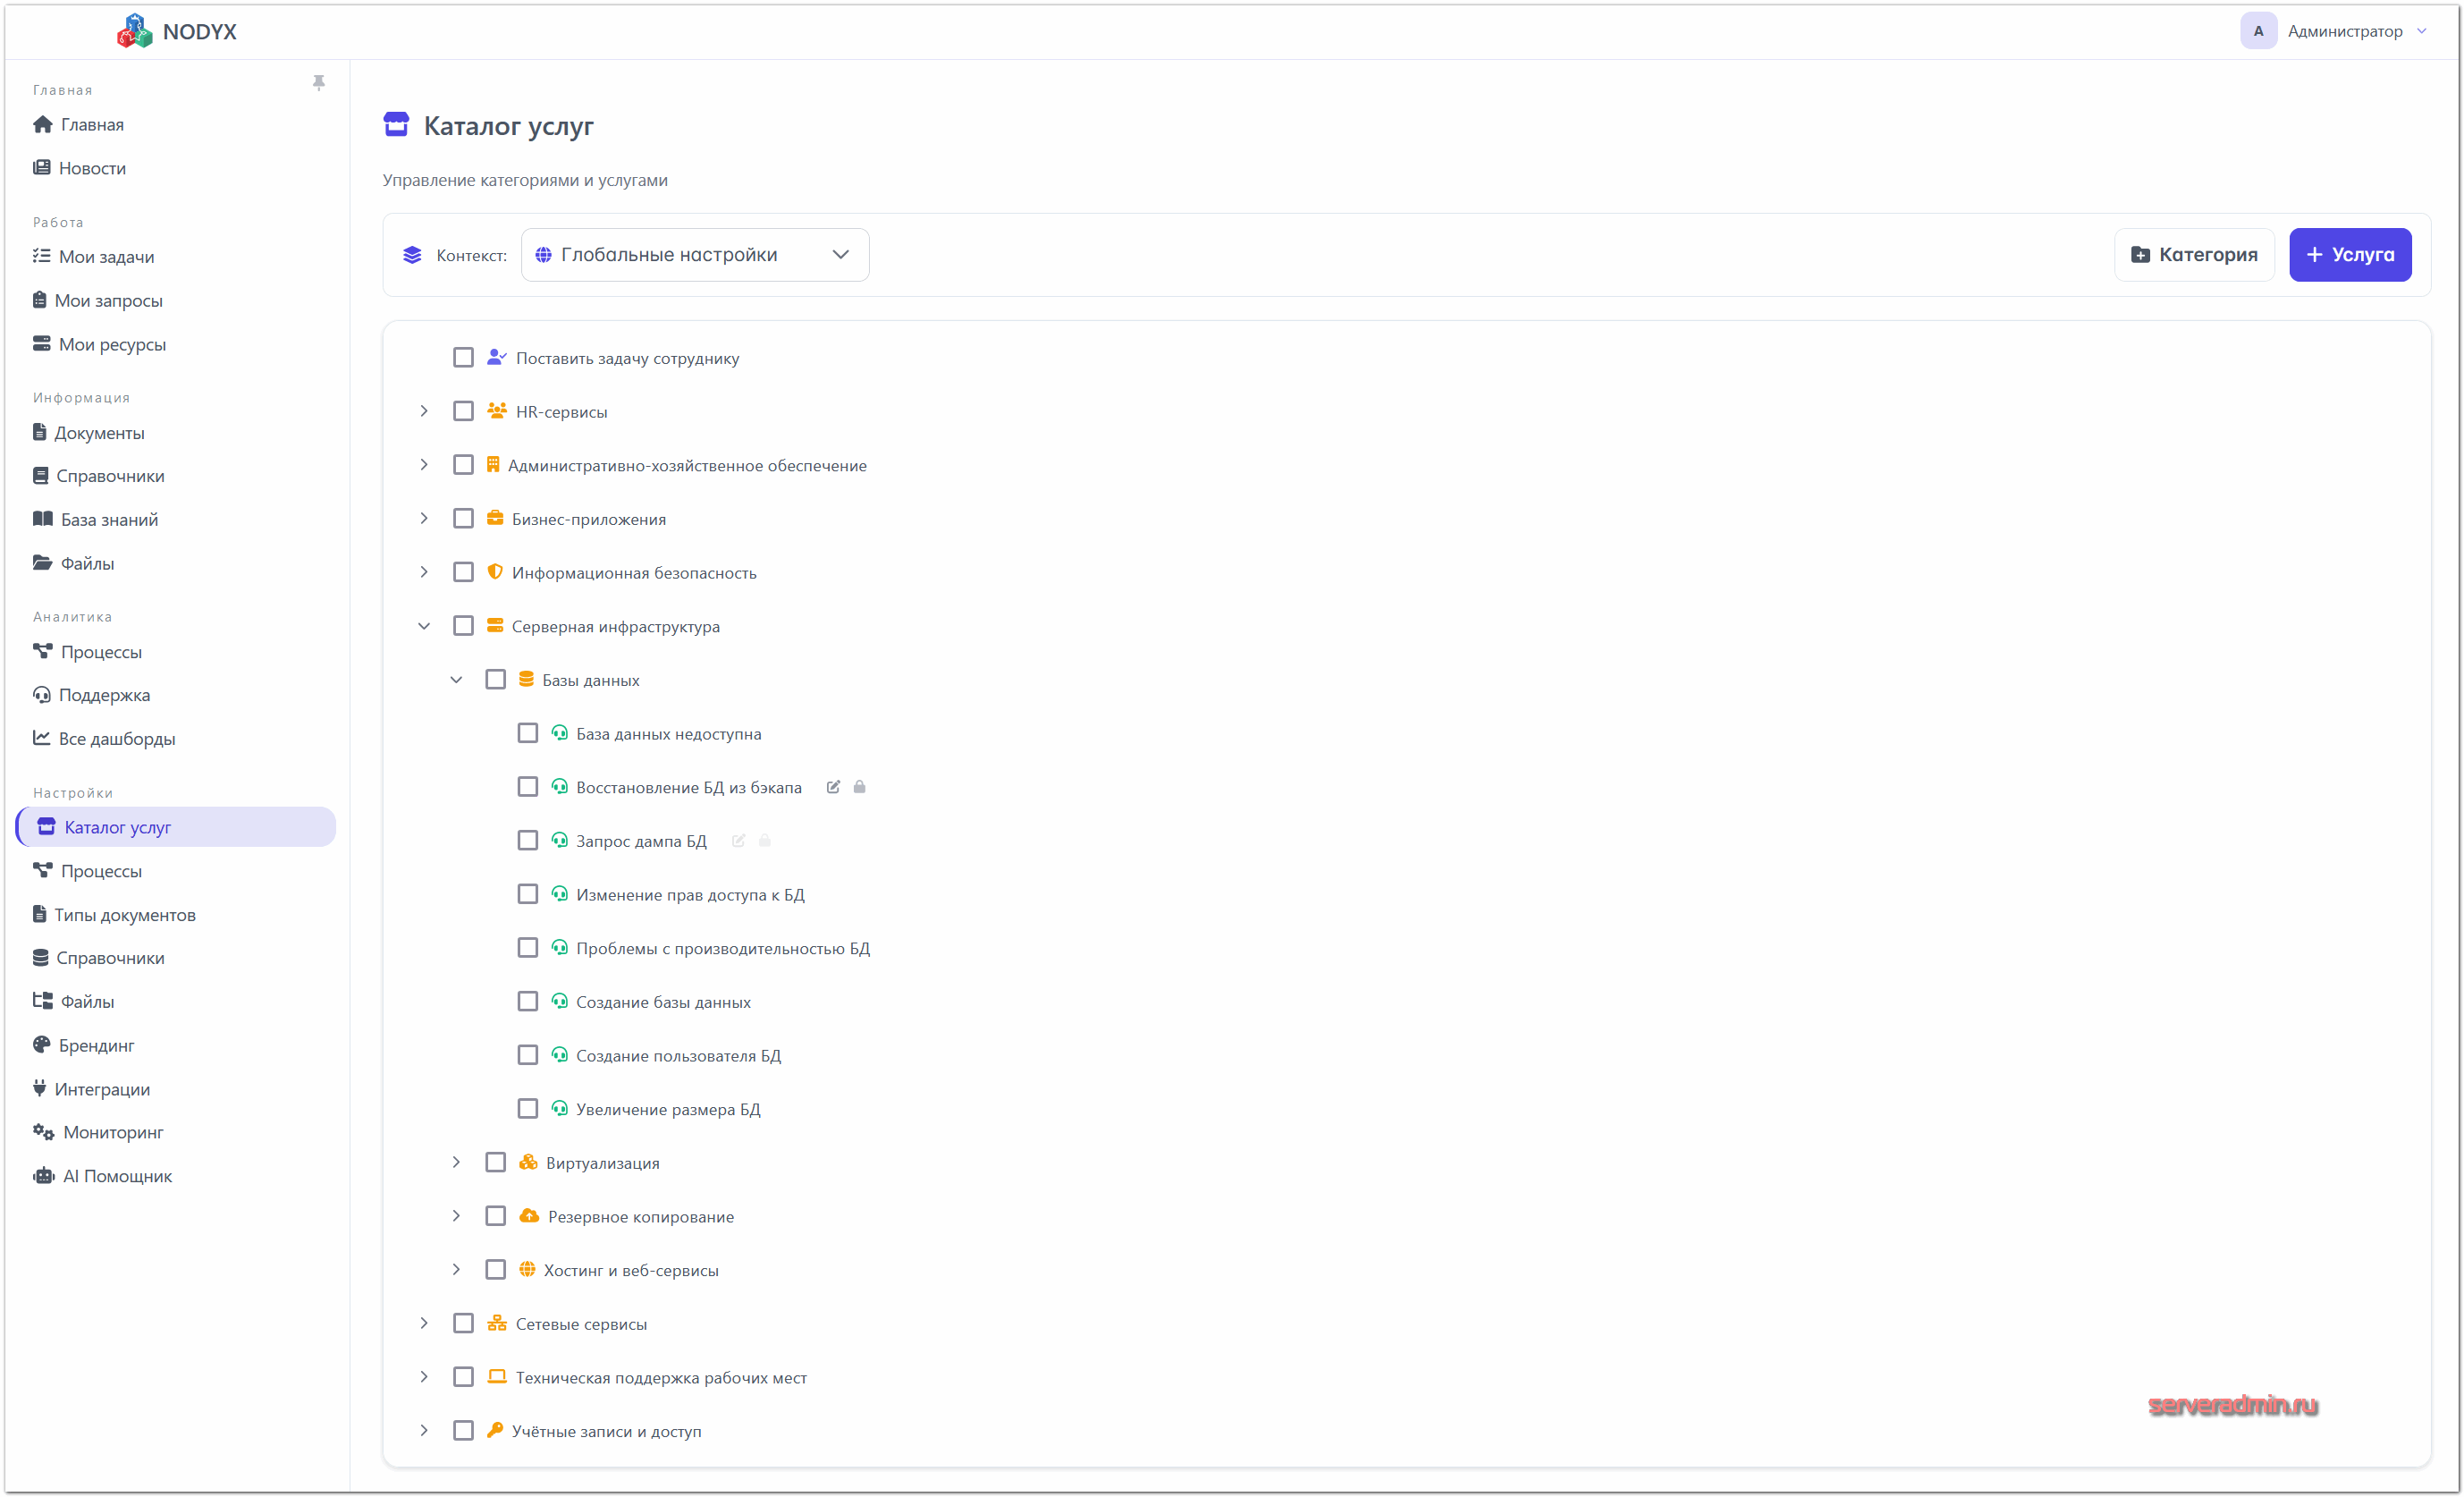 NODYX
А Администратор
Главная
Главная
Новости
Работа
Мои задачи
Мои запросы
Мои ресурсы
Информация
Документы
Справочники
База знаний
Файлы
Аналитика
Процессы
Поддержка
Все дашборды
Настройки
Каталог услуг
Процессы
Типы документов
Справочники
Файлы
Брендинг
Интеграции
Мониторинг
AI Помощник
Каталог услуг
Управление категориями и услугами
Контекст: Глобальные настройки Категория + Услуга
Поставить задачу сотруднику
HR-сервисы
Административно-хозяйственное обеспечение
Бизнес-приложения
Информационная безопасность
Серверная инфраструктура
Базы данных
База данных недоступна
Восстановление БД из бэкапа
Запрос дампа БД
Изменение прав доступа к БД
Проблемы с производительностью БД
Создание базы данных
Создание пользователя БД
Увеличение размера БД
Виртуализация
Резервное копирование
Хостинг и веб-сервисы
Сетевые сервисы
Техническая поддержка рабочих мест
Учётные записи и доступ
serveradmin.ru